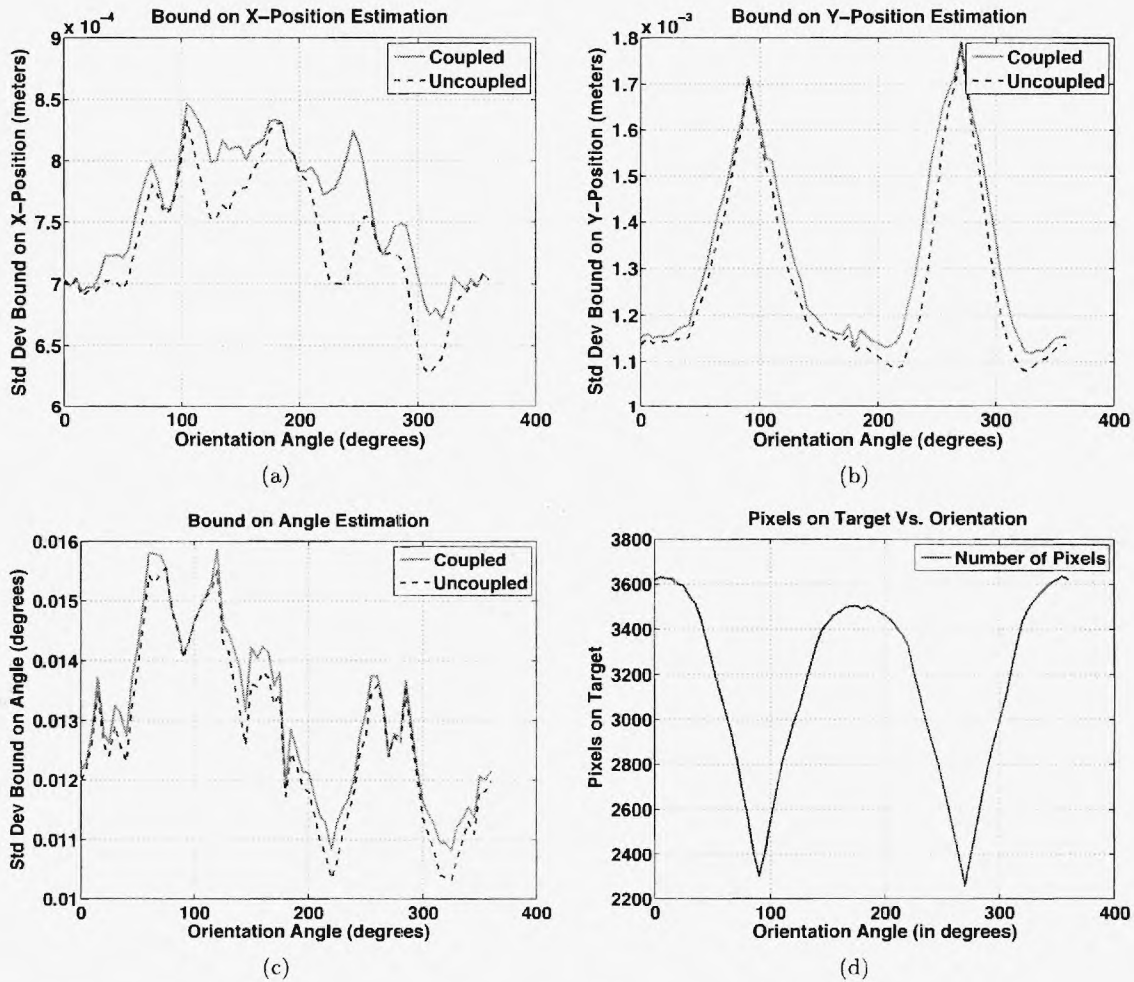 Bound on X-Position Estimation
x 10⁻⁴
9
8.5
8
7.5
7
6.5
6
Std Dev Bound on X-Position (meters)
Coupled
Uncoupled
0 100 200 300 400
Orientation Angle (degrees)
(a)
Bound on Y-Position Estimation
x 10⁻³
1.8
1.7
1.6
1.5
1.4
1.3
1.2
1.1
1
Std Dev Bound on Y-Position (meters)
Coupled
Uncoupled
0 100 200 300 400
Orientation Angle (degrees)
(b)
Bound on Angle Estimation
0.016
0.015
0.014
0.013
0.012
0.011
0.01
Std Dev Bound on Angle (degrees)
Coupled
Uncoupled
0 100 200 300 400
Orientation Angle (degrees)
(c)
Pixels on Target Vs. Orientation
3800
3600
3400
3200
3000
2800
2600
2400
2200
Pixels on Target
Number of Pixels
0 100 200 300 400
Orientation Angle (in degrees)
(d)